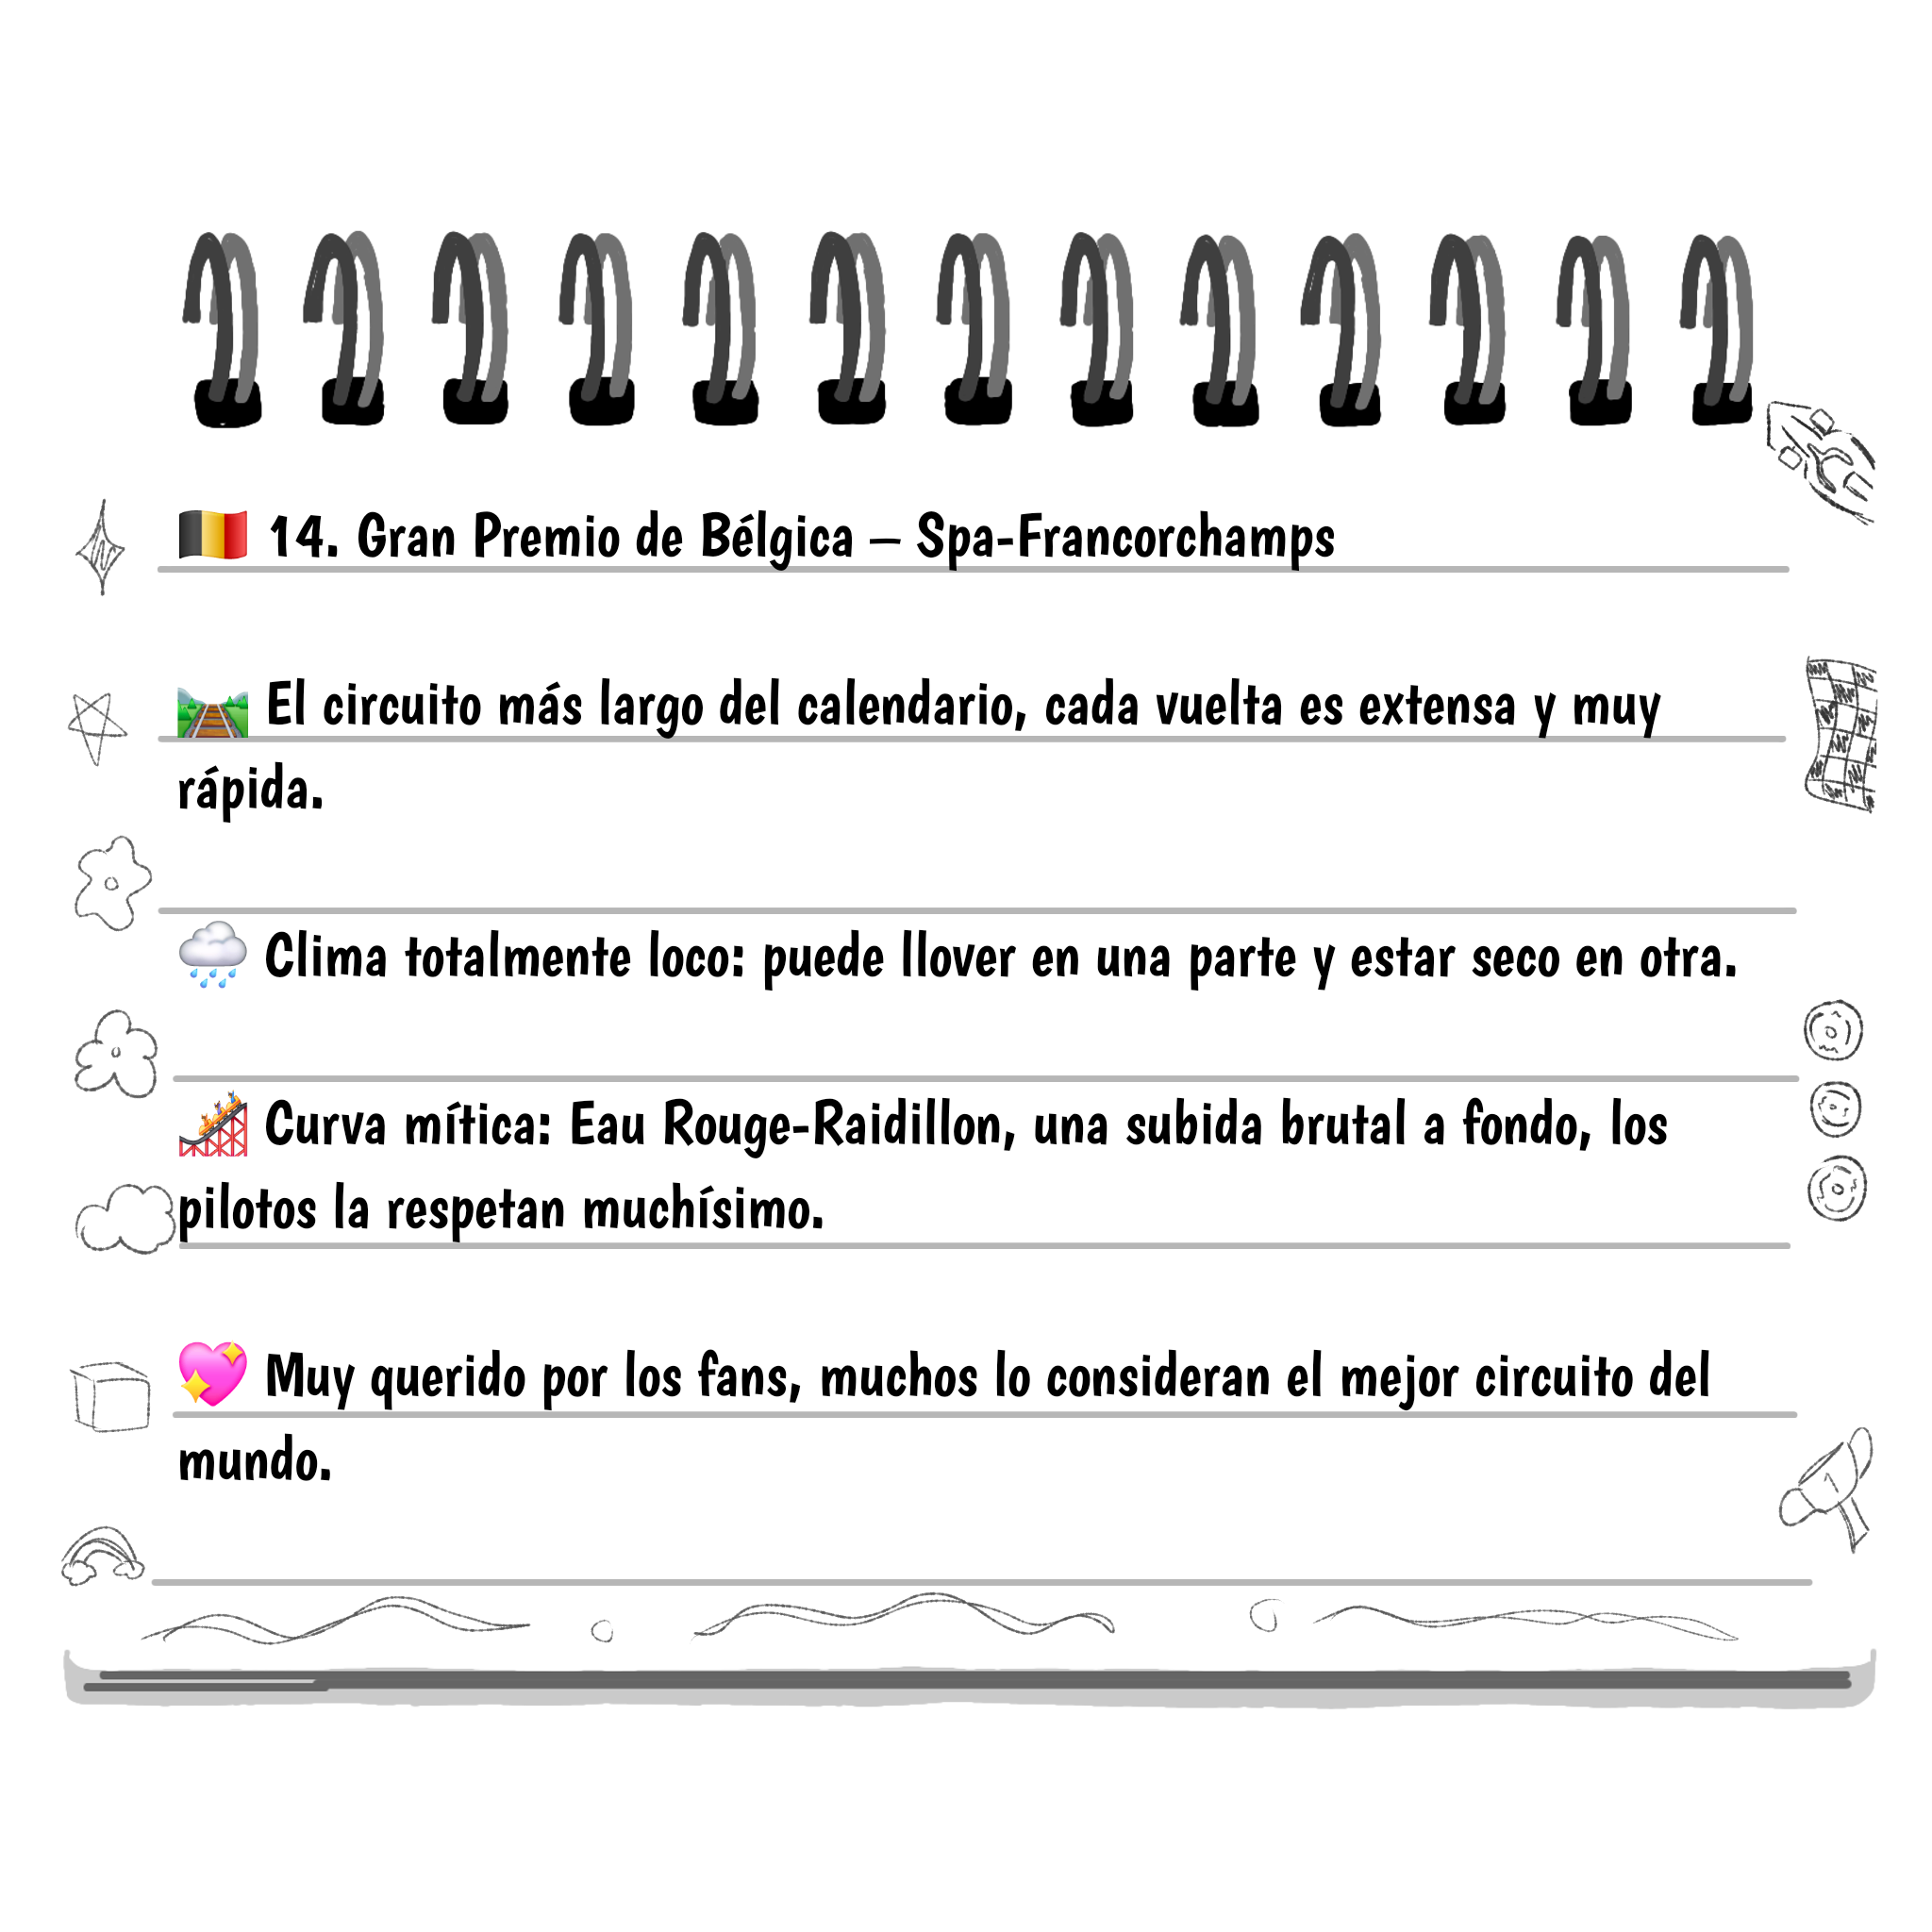 🇧🇪 14. Gran Premio de Bélgica – Spa-Francorchamps
🛤️ El circuito más largo del calendario, cada vuelta es extensa y muy
rápida.
🌧️ Clima totalmente loco: puede llover en una parte y estar seco en otra.
🎢 Curva mítica: Eau Rouge-Raidillon, una subida brutal a fondo, los
pilotos la respetan muchísimo.
💖 Muy querido por los fans, muchos lo consideran el mejor circuito del
mundo.